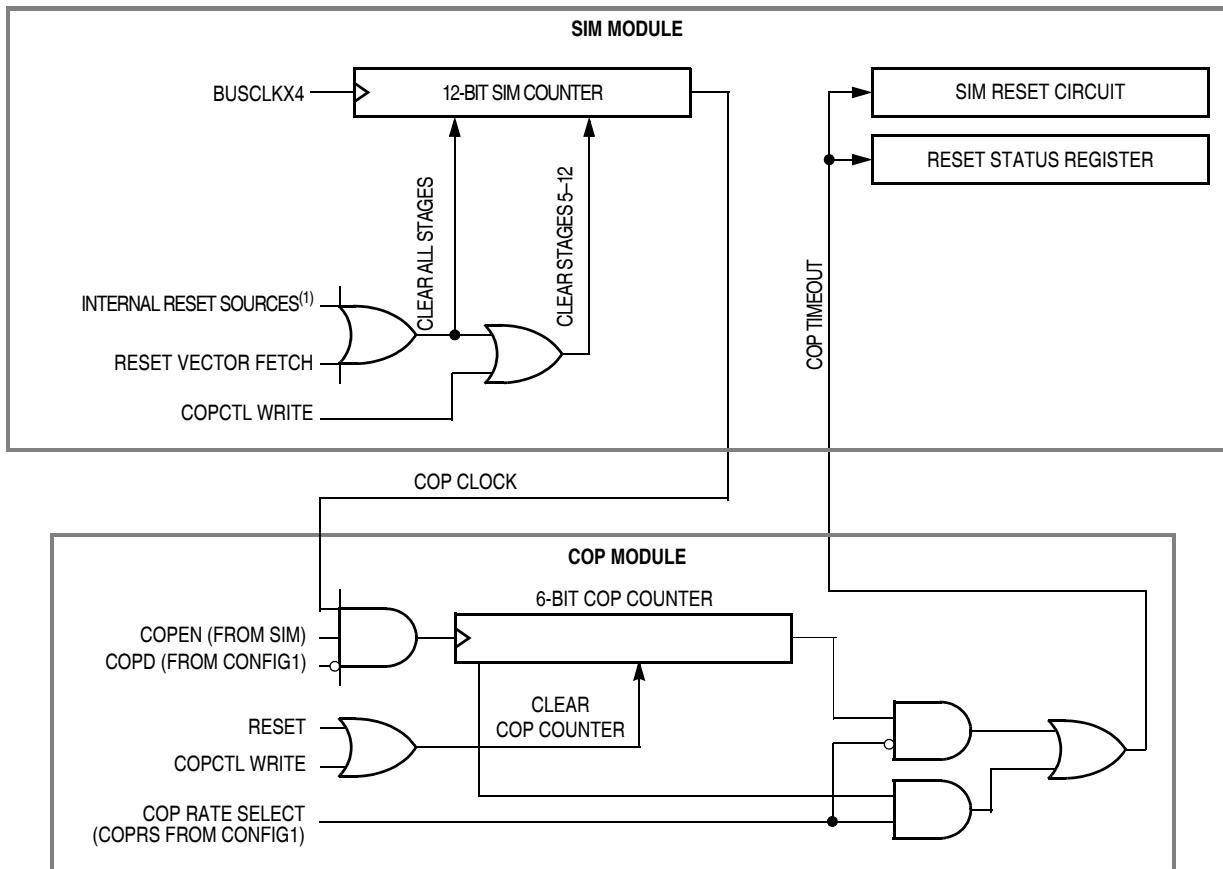 SIM MODULE
BUSCLKX4
12-BIT SIM COUNTER
SIM RESET CIRCUIT
RESET STATUS REGISTER
CLEAR ALL STAGES
CLEAR STAGES 5–12
COP TIMEOUT
INTERNAL RESET SOURCES(1)
RESET VECTOR FETCH
COPCTL WRITE
COP CLOCK
COP MODULE
6-BIT COP COUNTER
COPEN (FROM SIM)
COPD (FROM CONFIG1)
CLEAR
COP COUNTER
RESET
COPCTL WRITE
COP RATE SELECT
(COPRS FROM CONFIG1)